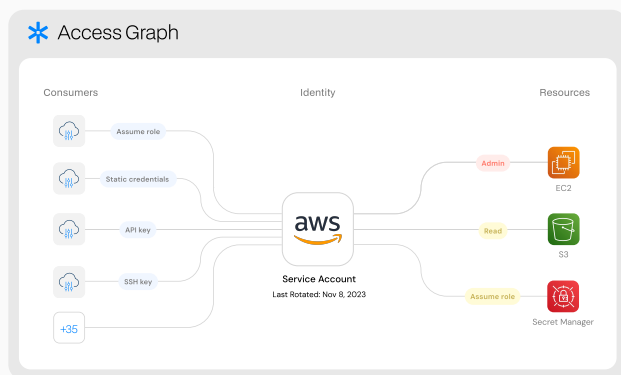 Access Graph
Consumers
Identity
Resources
Assume role
Static credentials
API key
SSH key
+35
aws
Service Account
Last Rotated: Nov 8, 2023
Admin
EC2
Read
S3
Assume role
Secret Manager